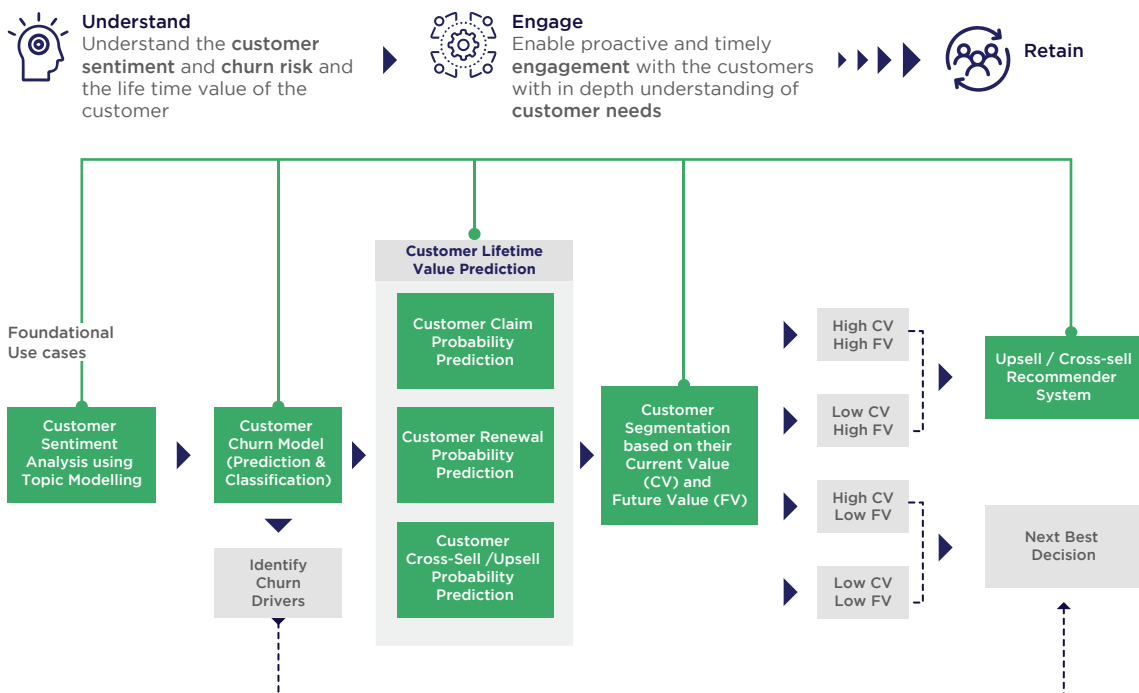 Understand
Understand the customer
sentiment and churn risk and
the life time value of the
customer
Engage
Enable proactive and timely
engagement with the customers
with in depth understanding of
customer needs
Retain
Foundational
Use cases
Customer
Sentiment
Analysis using
Topic Modelling
Customer
Churn Model
(Prediction &
Classification)
Identify
Churn
Drivers
Customer Lifetime
Value Prediction
Customer Claim
Probability
Prediction
Customer Renewal
Probability
Prediction
Customer
Cross-Sell /Upsell
Probability
Prediction
Customer
Segmentation
based on their
Current Value
(CV) and
Future Value (FV)
High CV
High FV
Low CV
High FV
High CV
Low FV
Low CV
Low FV
Upsell / Cross-sell
Recommender
System
Next Best
Decision